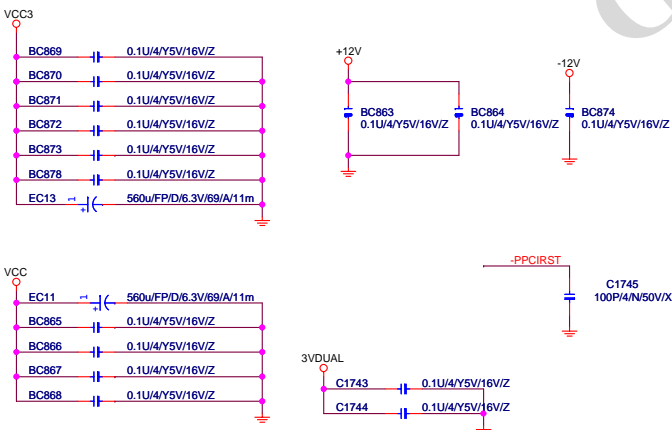 VCC3
BC869 0.1U/4/Y5V/16V/Z
BC870 0.1U/4/Y5V/16V/Z
BC871 0.1U/4/Y5V/16V/Z
BC872 0.1U/4/Y5V/16V/Z
BC873 0.1U/4/Y5V/16V/Z
BC878 0.1U/4/Y5V/16V/Z
EC13 1 + 560u/FP/D/6.3V/69/A/11m
+12V
BC863
0.1U/4/Y5V/16V/Z
BC864
0.1U/4/Y5V/16V/Z
-12V
BC874
0.1U/4/Y5V/16V/Z
VCC
EC11 1 + 560u/FP/D/6.3V/69/A/11m
BC865 0.1U/4/Y5V/16V/Z
BC866 0.1U/4/Y5V/16V/Z
BC867 0.1U/4/Y5V/16V/Z
BC868 0.1U/4/Y5V/16V/Z
-PPCIRST
C1745
100P/4/N/50V/X
3VDUAL
C1743 0.1U/4/Y5V/16V/Z
C1744 0.1U/4/Y5V/16V/Z